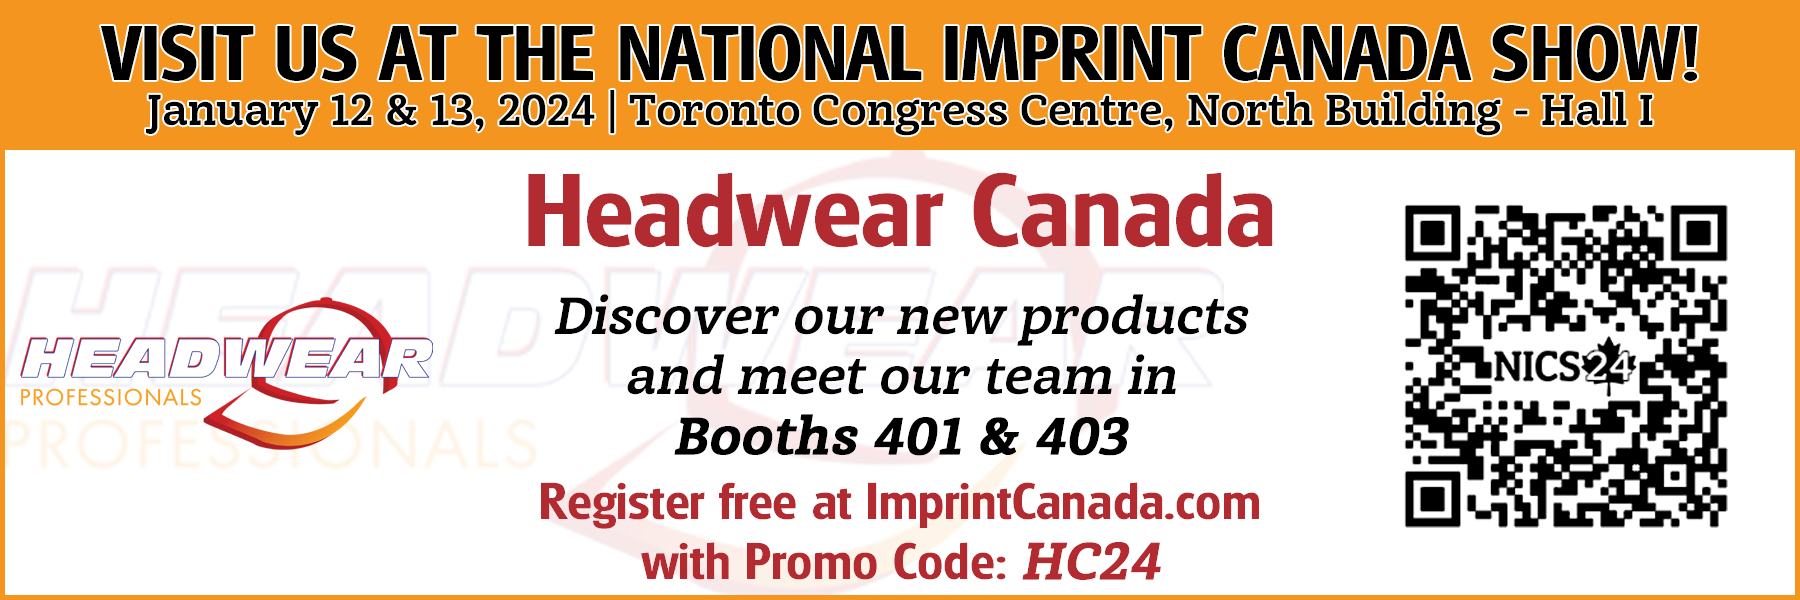 VISIT US AT THE NATIONAL IMPRINT CANADA SHOW!
January 12 & 13, 2024 | Toronto Congress Centre, North Building - Hall I
Headwear Canada
HEADWEAR
PROFESSIONALS
HEADWEAR
PROFESSIONALS
Discover our new products
and meet our team in
Booths 401 & 403
Register free at ImprintCanada.com
with Promo Code: HC24
NICS24